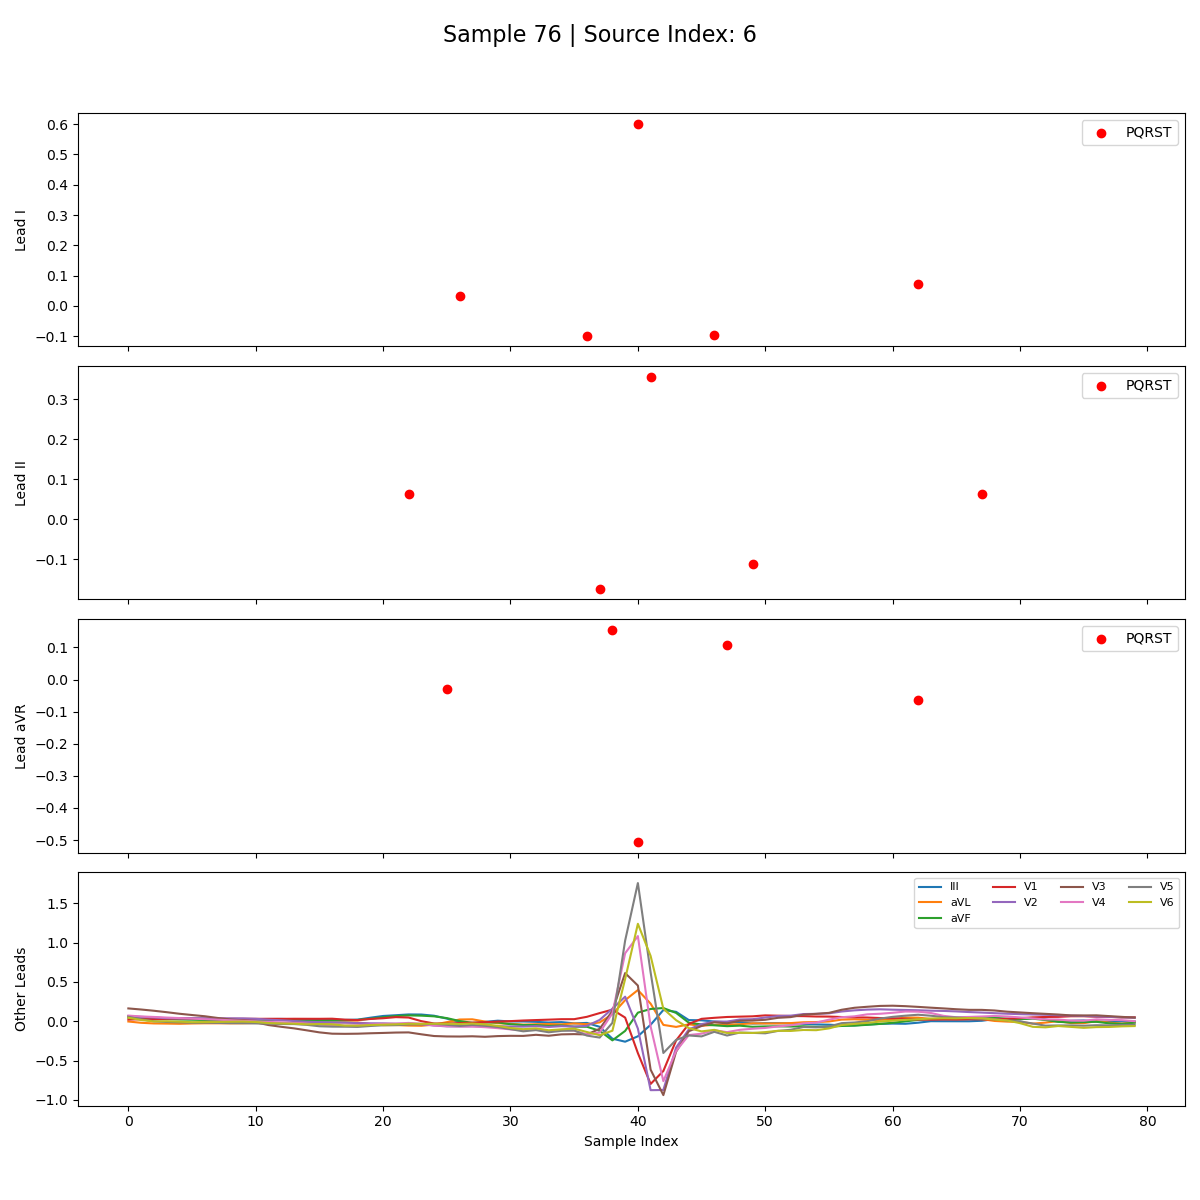 Sample 76 | Source Index: 6
0.6
0.5
0.4
0.3
0.2
0.1
0.0
−0.1
Lead I
PQRST
0.3
0.2
0.1
0.0
−0.1
Lead II
PQRST
0.1
0.0
−0.1
−0.2
−0.3
−0.4
−0.5
Lead aVR
PQRST
1.5
1.0
0.5
0.0
−0.5
−1.0
Other Leads
III V1 V3 V5
aVL V2 V4 V6
aVF
0 10 20 30 40 50 60 70 80
Sample Index